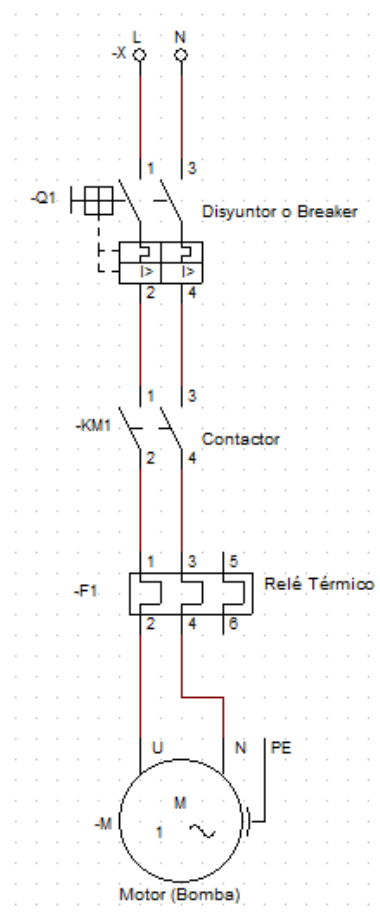 L N
-X
1 3
-Q1
Disyuntor o Breaker
I> I>
2 4
1 3
-KM1
Contactor
2 4
1 3 5
-F1
Relé Térmico
2 4 6
U N PE
M
-M
1
Motor (Bomba)